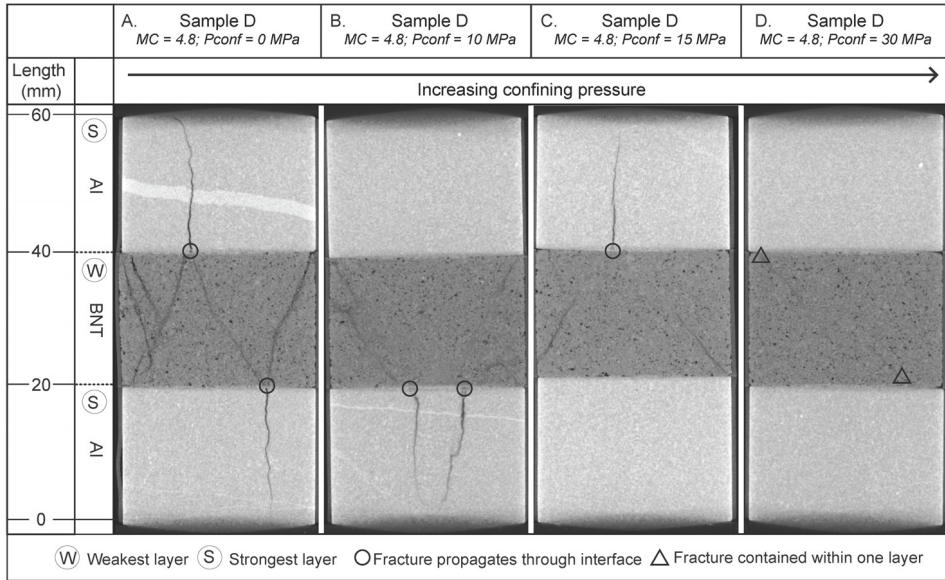 A. Sample D
MC = 4.8; Pconf = 0 MPa
B. Sample D
MC = 4.8; Pconf = 10 MPa
C. Sample D
MC = 4.8; Pconf = 15 MPa
D. Sample D
MC = 4.8; Pconf = 30 MPa
Length
(mm)
Increasing confining pressure
60
S
AI
40
W
BNT
20
S
AI
0
W Weakest layer S Strongest layer Fracture propagates through interface Fracture contained within one layer